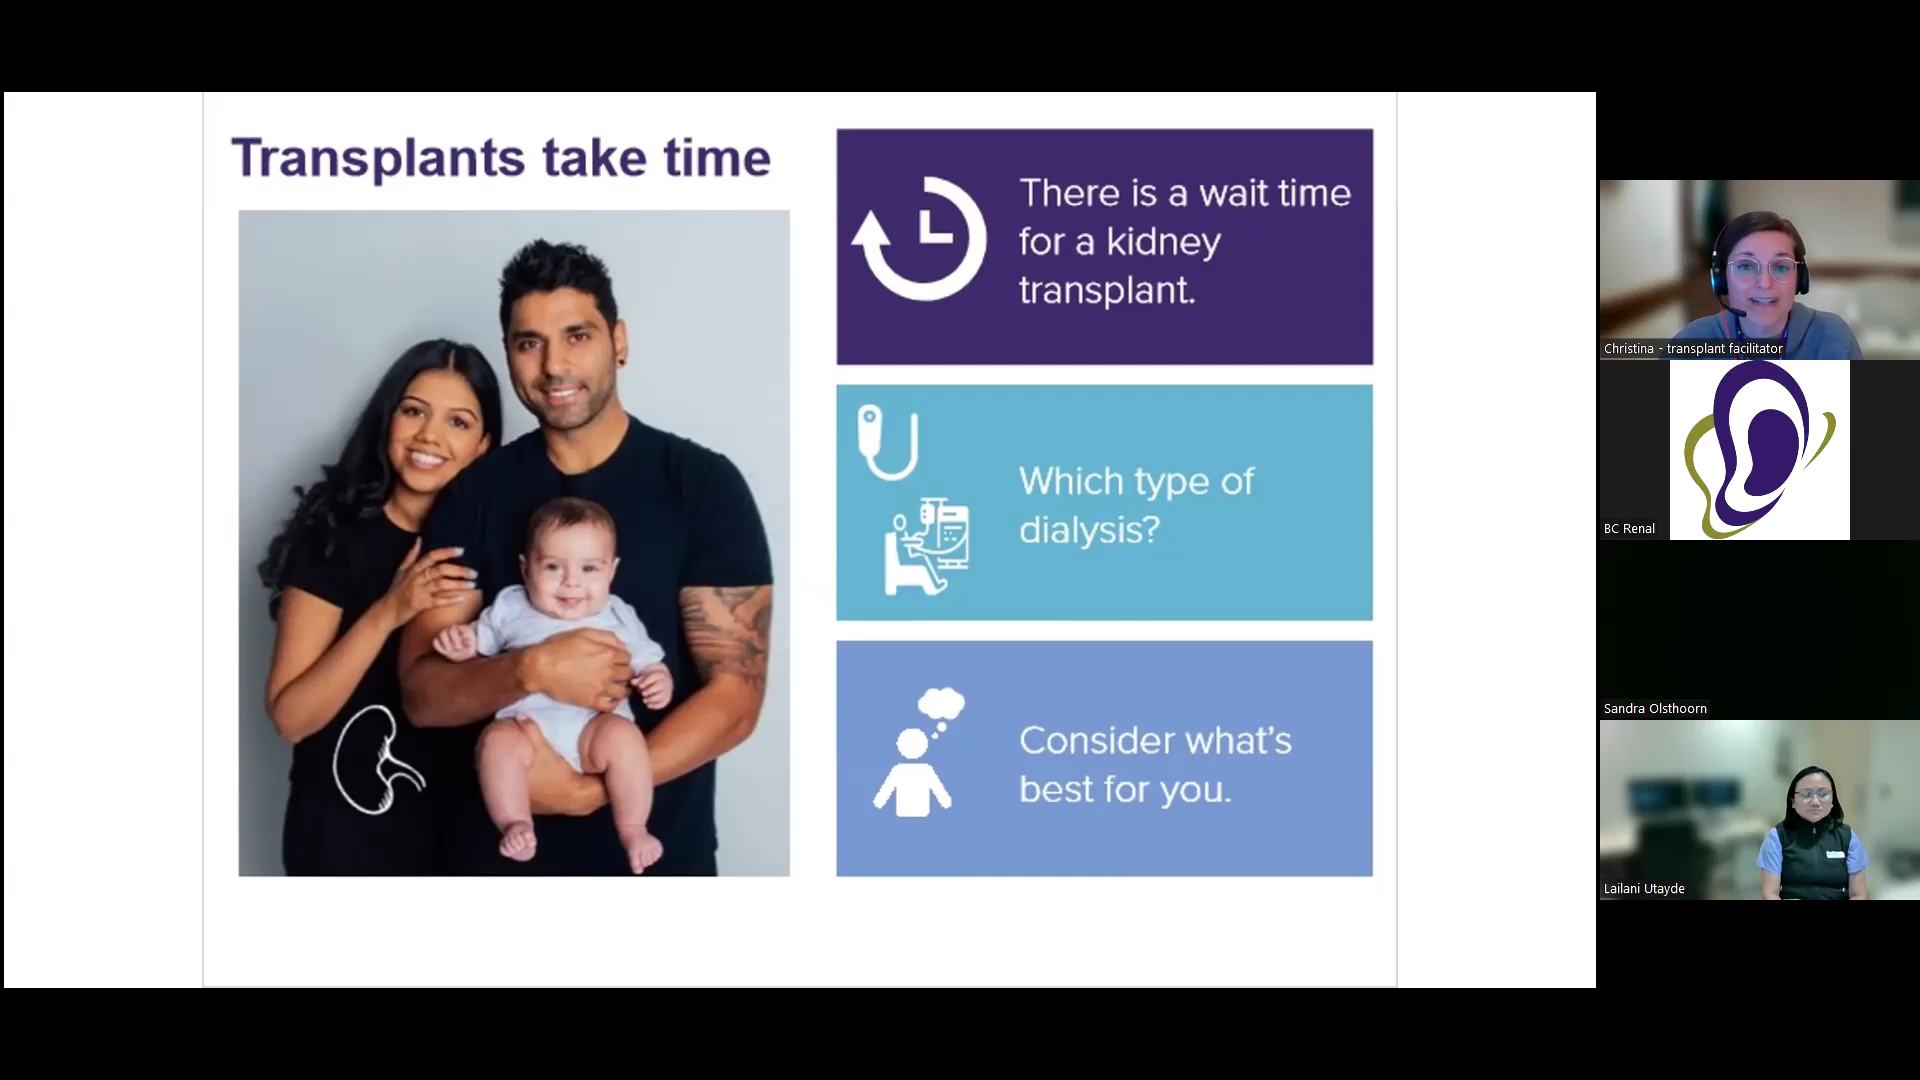 Transplants take time
There is a wait time
for a kidney
transplant.
Which type of
dialysis?
Consider what's
best for you.
Christina - transplant facilitator
BC Renal
Sandra Olsthoorn
Lailani Utayde